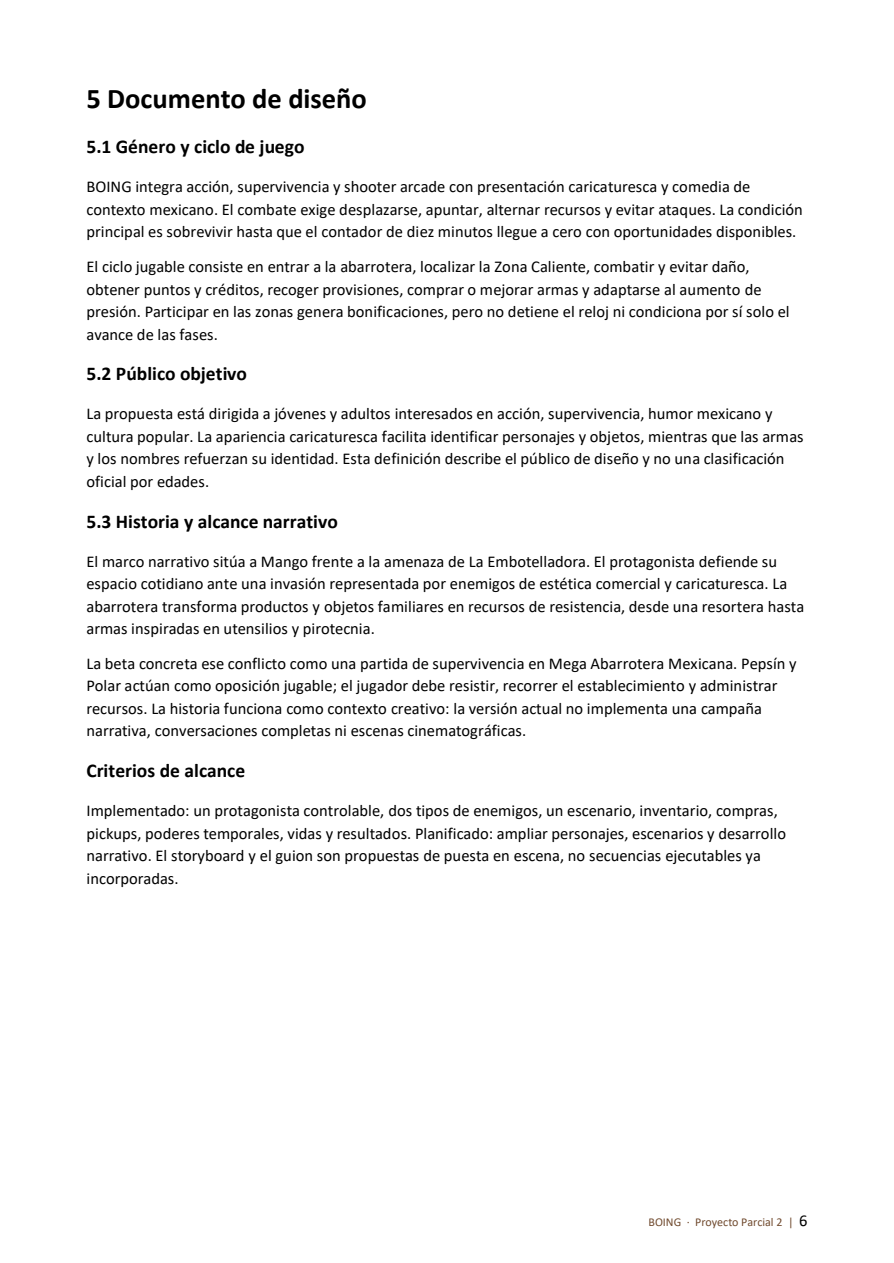 5 Documento de diseño
5.1 Género y ciclo de juego
BOING integra acción, supervivencia y shooter arcade con presentación caricaturesca y comedia de
contexto mexicano. El combate exige desplazarse, apuntar, alternar recursos y evitar ataques. La condición
principal es sobrevivir hasta que el contador de diez minutos llegue a cero con oportunidades disponibles.
El ciclo jugable consiste en entrar a la abarrotera, localizar la Zona Caliente, combatir y evitar daño,
obtener puntos y créditos, recoger provisiones, comprar o mejorar armas y adaptarse al aumento de
presión. Participar en las zonas genera bonificaciones, pero no detiene el reloj ni condiciona por sí solo el
avance de las fases.
5.2 Público objetivo
La propuesta está dirigida a jóvenes y adultos interesados en acción, supervivencia, humor mexicano y
cultura popular. La apariencia caricaturesca facilita identificar personajes y objetos, mientras que las armas
y los nombres refuerzan su identidad. Esta definición describe el público de diseño y no una clasificación
oficial por edades.
5.3 Historia y alcance narrativo
El marco narrativo sitúa a Mango frente a la amenaza de La Embotelladora. El protagonista defiende su
espacio cotidiano ante una invasión representada por enemigos de estética comercial y caricaturesca. La
abarrotera transforma productos y objetos familiares en recursos de resistencia, desde una resortera hasta
armas inspiradas en utensilios y pirotecnia.
La beta concreta ese conflicto como una partida de supervivencia en Mega Abarrotera Mexicana. Pepsín y
Polar actúan como oposición jugable; el jugador debe resistir, recorrer el establecimiento y administrar
recursos. La historia funciona como contexto creativo: la versión actual no implementa una campaña
narrativa, conversaciones completas ni escenas cinematográficas.
Criterios de alcance
Implementado: un protagonista controlable, dos tipos de enemigos, un escenario, inventario, compras,
pickups, poderes temporales, vidas y resultados. Planificado: ampliar personajes, escenarios y desarrollo
narrativo. El storyboard y el guion son propuestas de puesta en escena, no secuencias ejecutables ya
incorporadas.
BOING · Proyecto Parcial 2 | 6